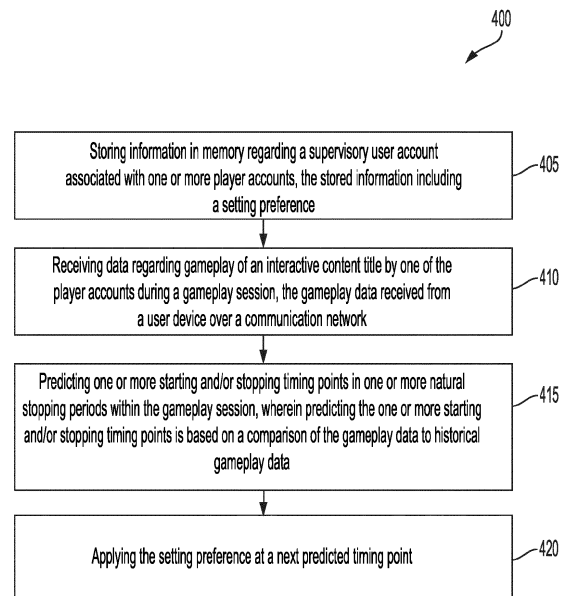 400
Storing information in memory regarding a supervisory user account
associated with one or more player accounts, the stored information including
a setting preference
405
Receiving data regarding gameplay of an interactive content title by one of the
player accounts during a gameplay session, the gameplay data received from
a user device over a communication network
410
Predicting one or more starting and/or stopping timing points in one or more natural
stopping periods within the gameplay session, wherein predicting the one or more starting
and/or stopping timing points is based on a comparison of the gameplay data to historical
gameplay data
415
Applying the setting preference at a next predicted timing point
420